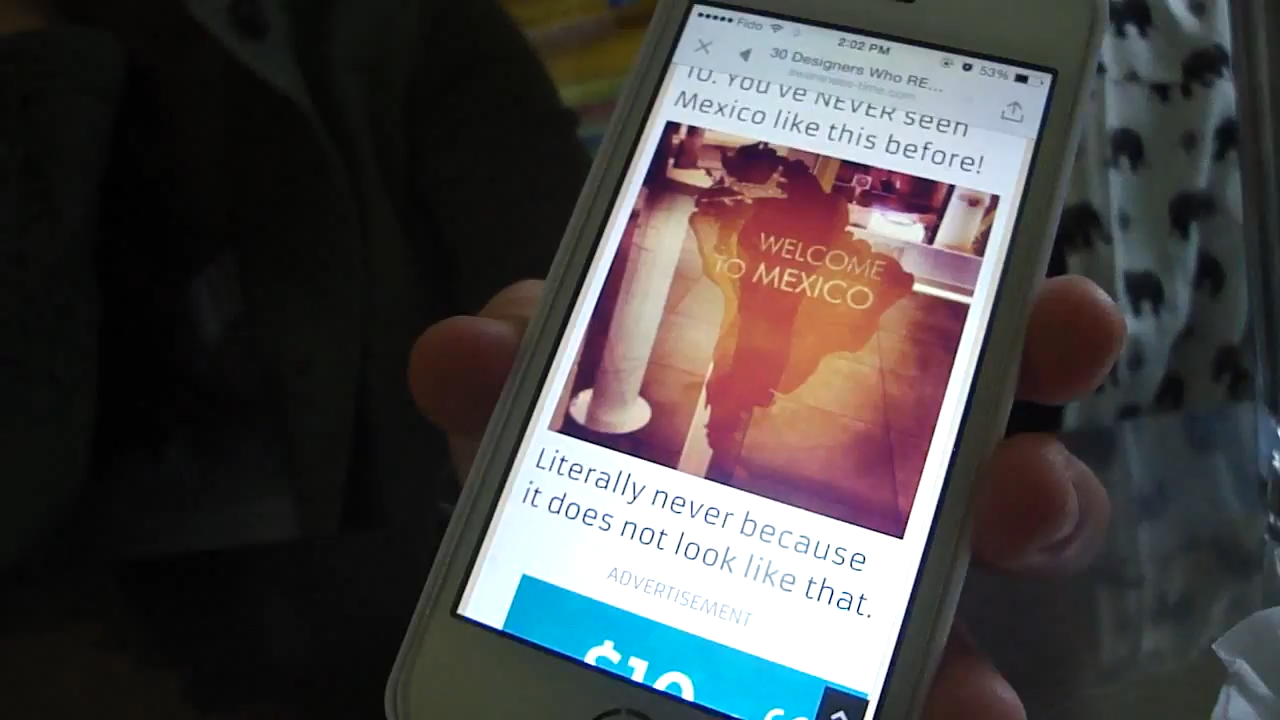 Fido 2:02 PM 53%
30 Designers Who RE...
10. You've NEVER seen
Mexico like this before!
WELCOME
TO MEXICO
Literally never because
it does not look like that.
ADVERTISEMENT
$10